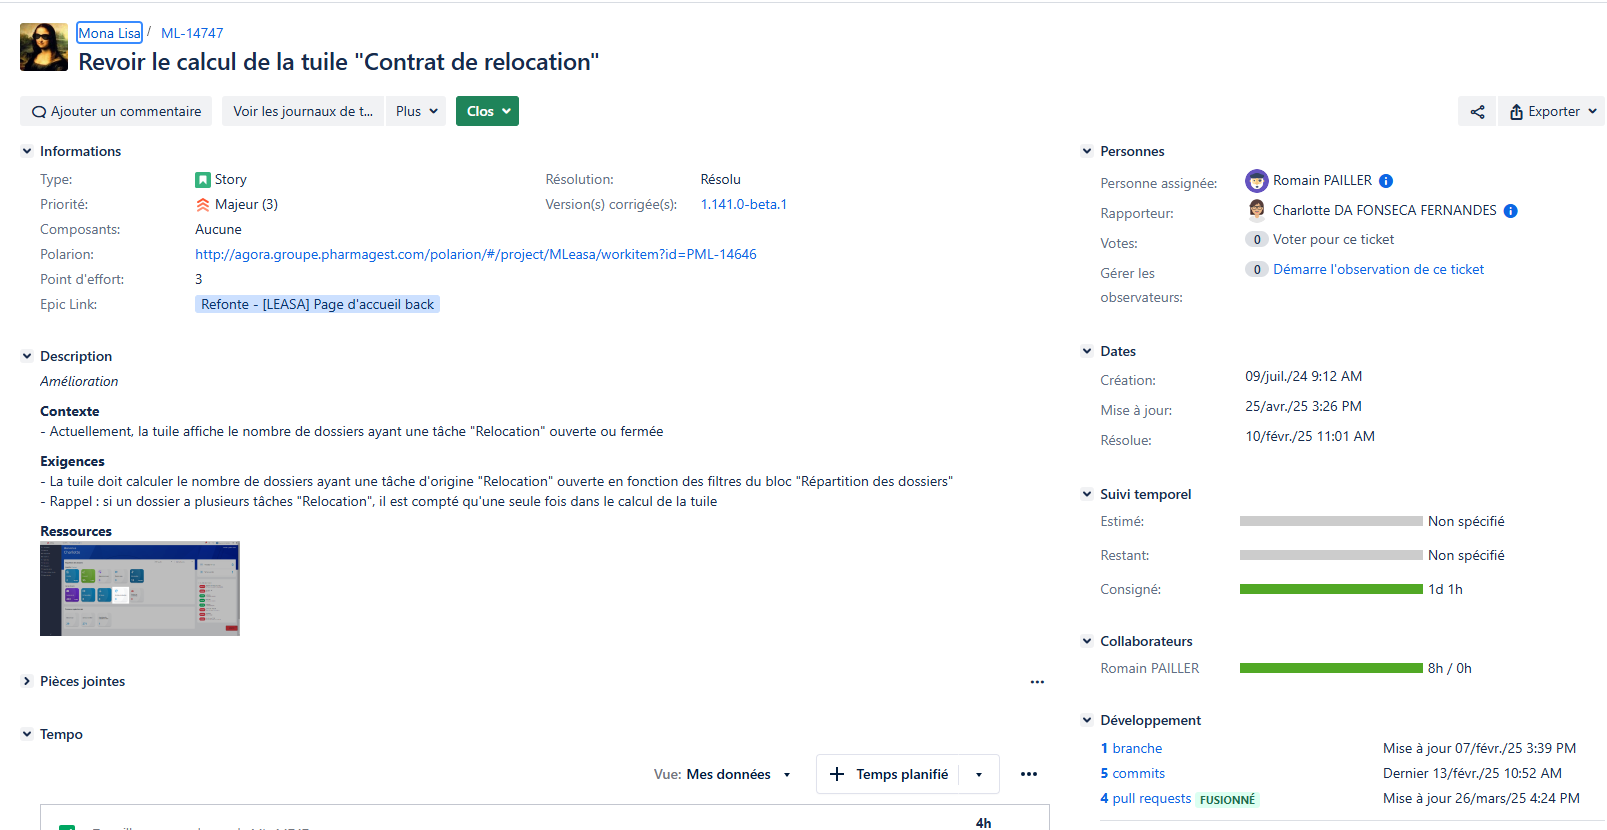 Mona Lisa / ML-14747
Revoir le calcul de la tuile "Contrat de relocation"
Ajouter un commentaire
Voir les journaux de t...
Plus
Clos
Exporter
Informations
Type: Story
Résolution: Résolu
Priorité: Majeur (3)
Version(s) corrigée(s): 1.141.0-beta.1
Composants: Aucune
Polarion: http://agora.groupe.pharmagest.com/polarion/#/project/MLeasa/workitem?id=PML-14646
Point d'effort: 3
Epic Link: Refonte - [LEASA] Page d'accueil back
Description
Amélioration
Contexte
- Actuellement, la tuile affiche le nombre de dossiers ayant une tâche "Relocation" ouverte ou fermée
Exigences
- La tuile doit calculer le nombre de dossiers ayant une tâche d'origine "Relocation" ouverte en fonction des filtres du bloc "Répartition des dossiers"
- Rappel : si un dossier a plusieurs tâches "Relocation", il est compté qu'une seule fois dans le calcul de la tuile
Ressources
Pièces jointes
Tempo
Vue: Mes données
Temps planifié
4h
Personnes
Personne assignée: Romain PAILLER
Rapporteur: Charlotte DA FONSECA FERNANDES
Votes: 0 Voter pour ce ticket
Gérer les observateurs: 0 Démarre l'observation de ce ticket
Dates
Création: 09/juil./24 9:12 AM
Mise à jour: 25/avr./25 3:26 PM
Résolue: 10/févr./25 11:01 AM
Suivi temporel
Estimé: Non spécifié
Restant: Non spécifié
Consigné: 1d 1h
Collaborateurs
Romain PAILLER 8h / 0h
Développement
1 branche Mise à jour 07/févr./25 3:39 PM
5 commits Dernier 13/févr./25 10:52 AM
4 pull requests FUSIONNÉ Mise à jour 26/mars/25 4:24 PM